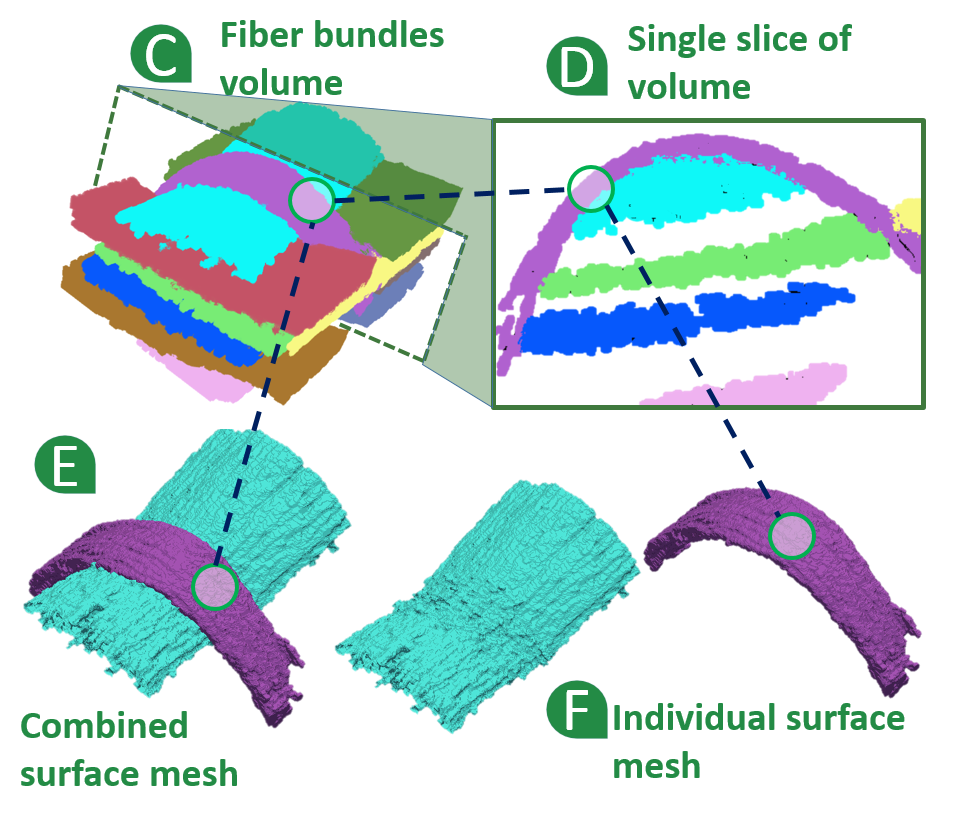 C
Fiber bundles
volume
D
Single slice of
volume
E
Combined
surface mesh
F
Individual surface
mesh